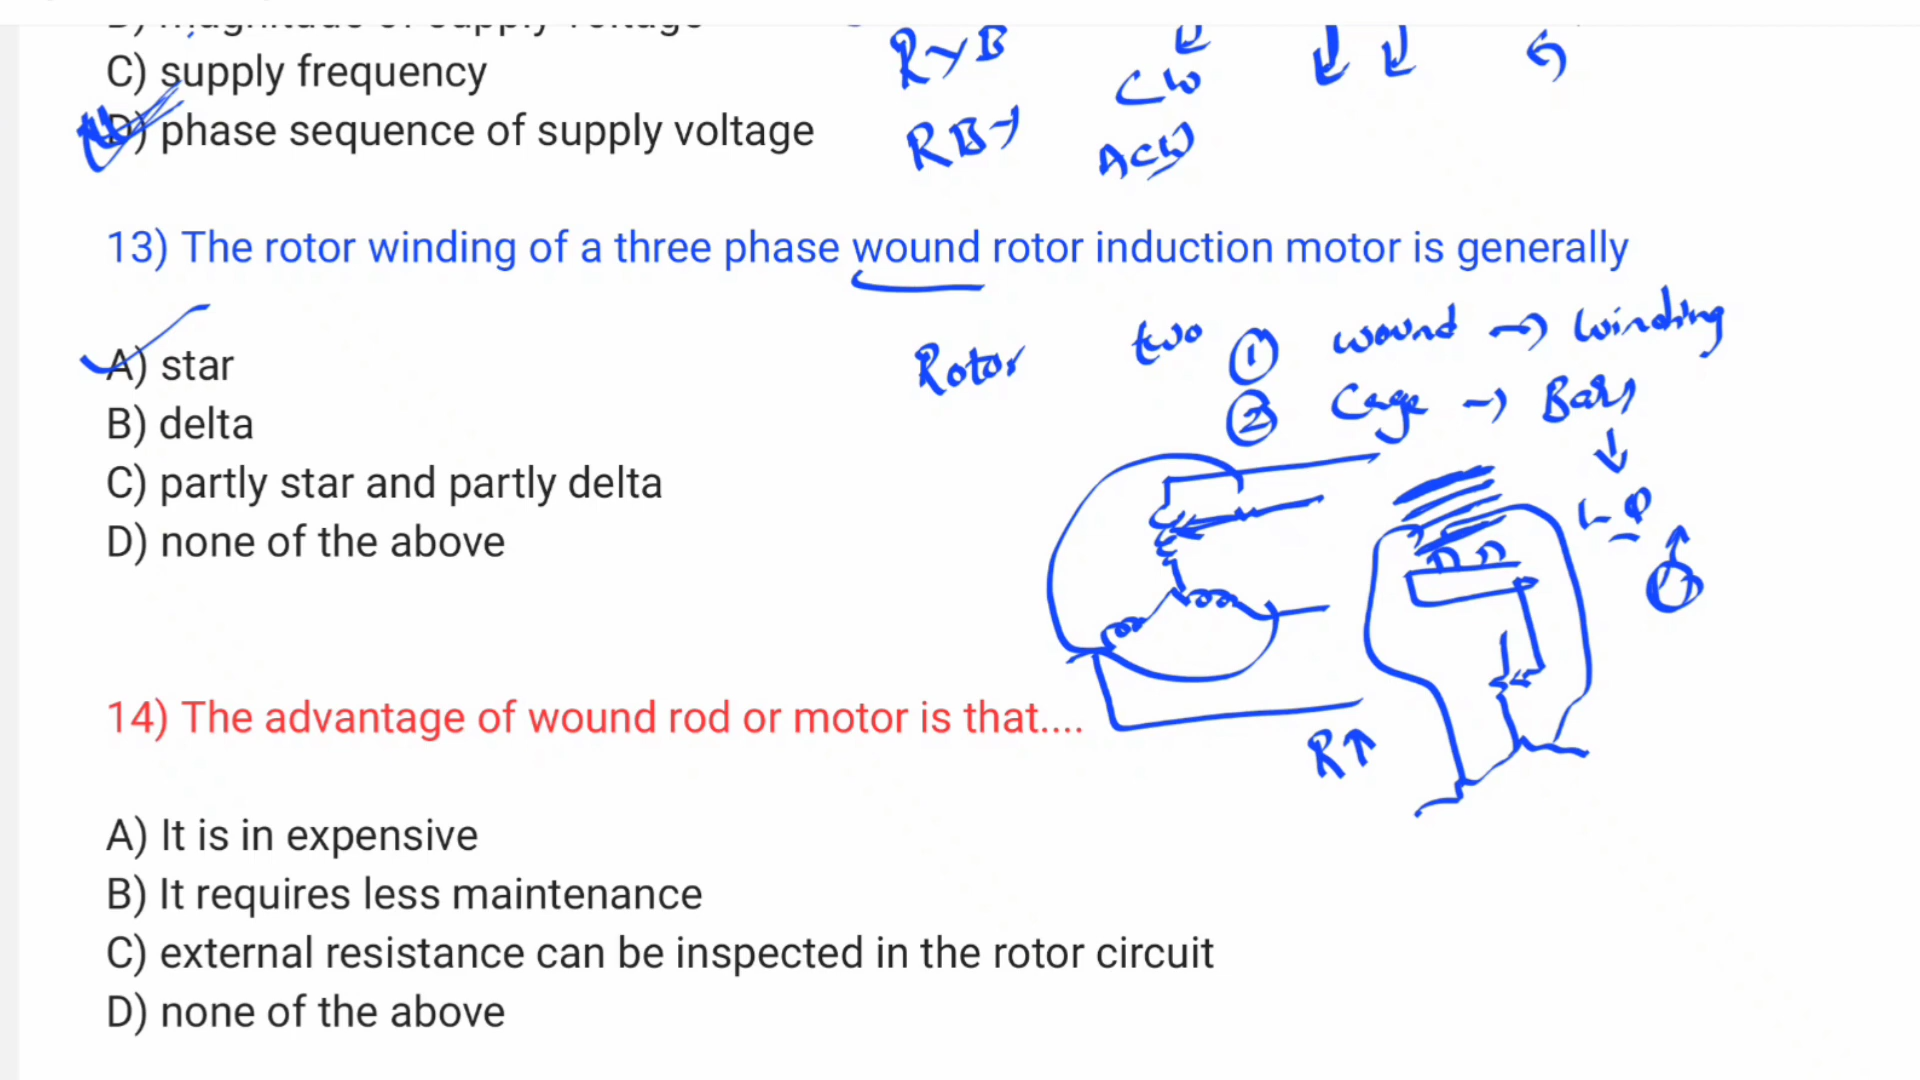 C) supply frequency
D) phase sequence of supply voltage
RYB
CW
RBY
ACW
13) The rotor winding of a three phase wound rotor induction motor is generally
Rotor two ① wound → winding
② Cage → Bars
A) star
B) delta
C) partly star and partly delta
D) none of the above
14) The advantage of wound rod or motor is that....
R↑
A) It is in expensive
B) It requires less maintenance
C) external resistance can be inspected in the rotor circuit
D) none of the above